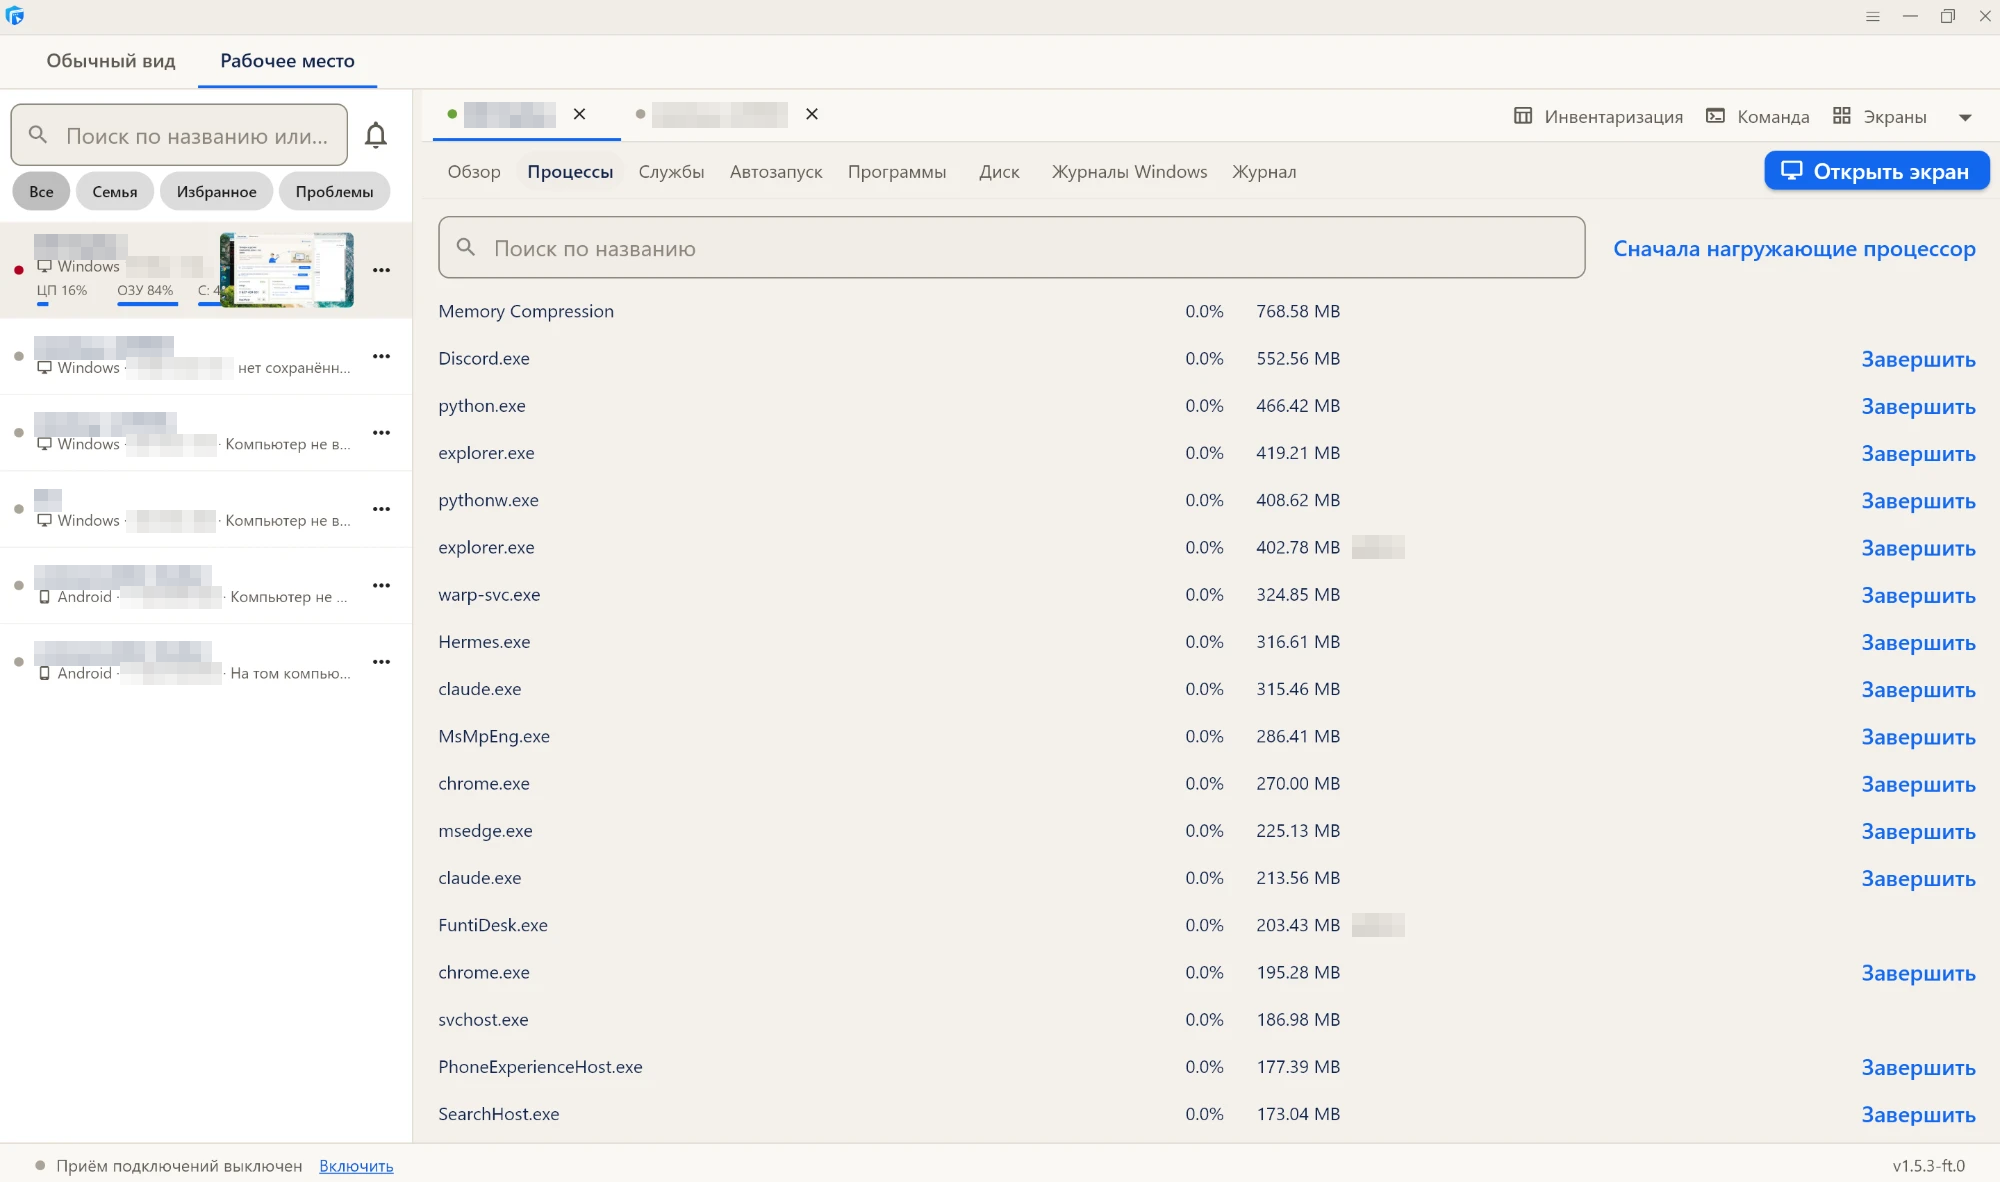 Обычный вид
Рабочее место
Поиск по названию или...
Все
Семья
Избранное
Проблемы
Windows
ЦП 16%
ОЗУ 84%
C: 4
Windows · нет сохранённ...
Windows · · Компьютер не в...
Windows · · Компьютер не в...
Android · · Компьютер не ...
Android · · На том компью...
Инвентаризация
Команда
Экраны
Обзор
Процессы
Службы
Автозапуск
Программы
Диск
Журналы Windows
Журнал
Открыть экран
Поиск по названию
Сначала нагружающие процессор
Memory Compression 0.0% 768.58 MB
Discord.exe 0.0% 552.56 MB Завершить
python.exe 0.0% 466.42 MB Завершить
explorer.exe 0.0% 419.21 MB Завершить
pythonw.exe 0.0% 408.62 MB Завершить
explorer.exe 0.0% 402.78 MB Завершить
warp-svc.exe 0.0% 324.85 MB Завершить
Hermes.exe 0.0% 316.61 MB Завершить
claude.exe 0.0% 315.46 MB Завершить
MsMpEng.exe 0.0% 286.41 MB Завершить
chrome.exe 0.0% 270.00 MB Завершить
msedge.exe 0.0% 225.13 MB Завершить
claude.exe 0.0% 213.56 MB Завершить
FuntiDesk.exe 0.0% 203.43 MB
chrome.exe 0.0% 195.28 MB Завершить
svchost.exe 0.0% 186.98 MB
PhoneExperienceHost.exe 0.0% 177.39 MB Завершить
SearchHost.exe 0.0% 173.04 MB Завершить
Приём подключений выключен Включить
v1.5.3-ft.0